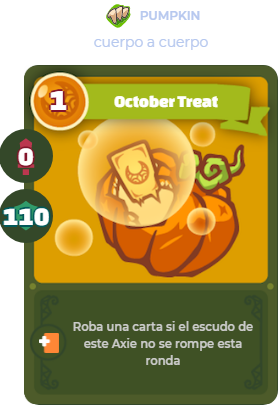 PUMPKIN
cuerpo a cuerpo
1
October Treat
0
110
Roba una carta si el escudo de
este Axie no se rompe esta
ronda